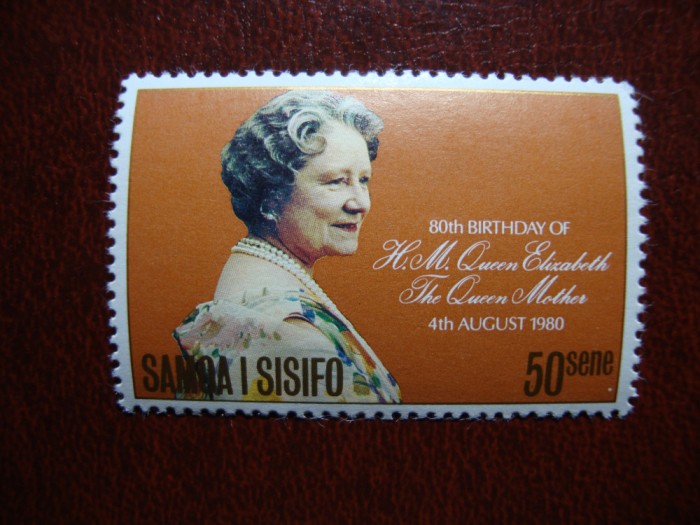 80th BIRTHDAY OF
H.M. Queen Elizabeth
The Queen Mother
4th AUGUST 1980
SAMOA I SISIFO
50sene